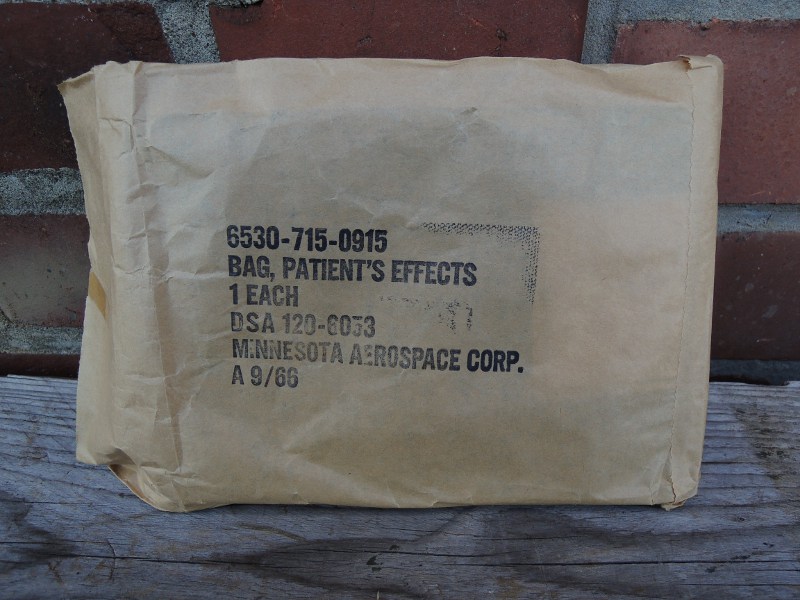 6530-715-0915
BAG, PATIENT'S EFFECTS
1 EACH
DSA 120-6053
MINNESOTA AEROSPACE CORP.
A 9/66